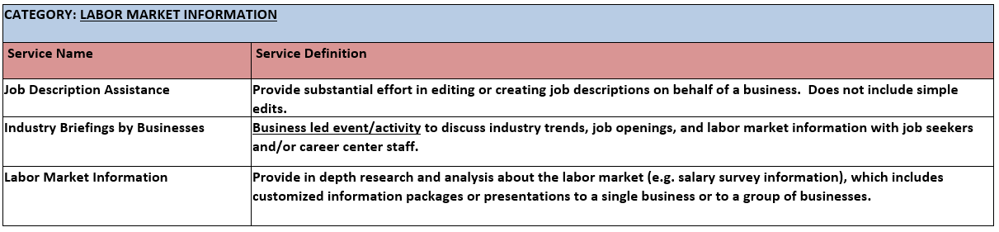 CATEGORY: LABOR MARKET INFORMATION
Service Name
Service Definition
Job Description Assistance
Provide substantial effort in editing or creating job descriptions on behalf of a business.  Does not include simple
edits.
Industry Briefings by Businesses
Business led event/activity to discuss industry trends, job openings, and labor market information with job seekers
and/or career center staff.
Labor Market Information
Provide in depth research and analysis about the labor market (e.g. salary survey information), which includes
customized information packages or presentations to a single business or to a group of businesses.